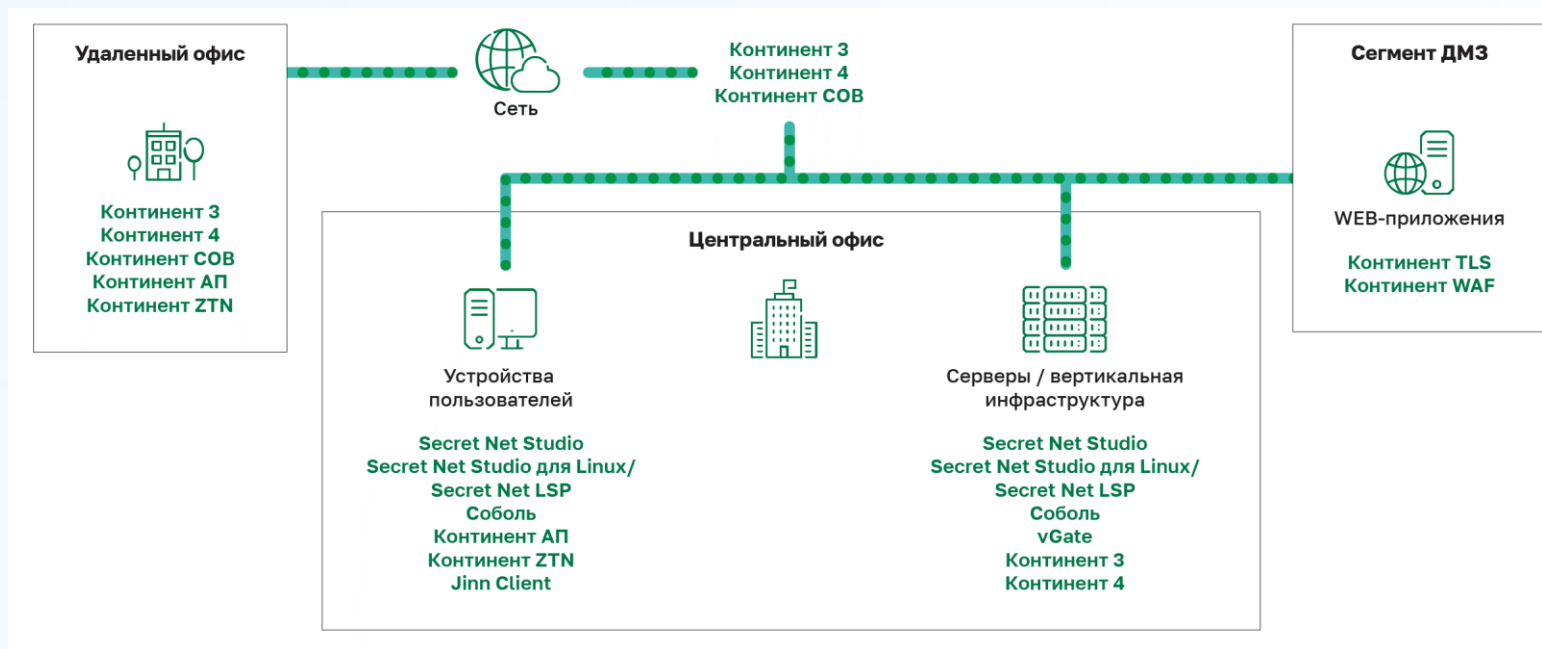 Удаленный офис
Континент 3
Континент 4
Континент СОВ
Континент АП
Континент ZTN
Сеть
Континент 3
Континент 4
Континент СОВ
Сегмент ДМЗ
WEB-приложения
Континент TLS
Континент WAF
Центральный офис
Устройства
пользователей
Secret Net Studio
Secret Net Studio для Linux/
Secret Net LSP
Соболь
Континент АП
Континент ZTN
Jinn Client
Серверы / вертикальная
инфраструктура
Secret Net Studio
Secret Net Studio для Linux/
Secret Net LSP
Соболь
vGate
Континент 3
Континент 4